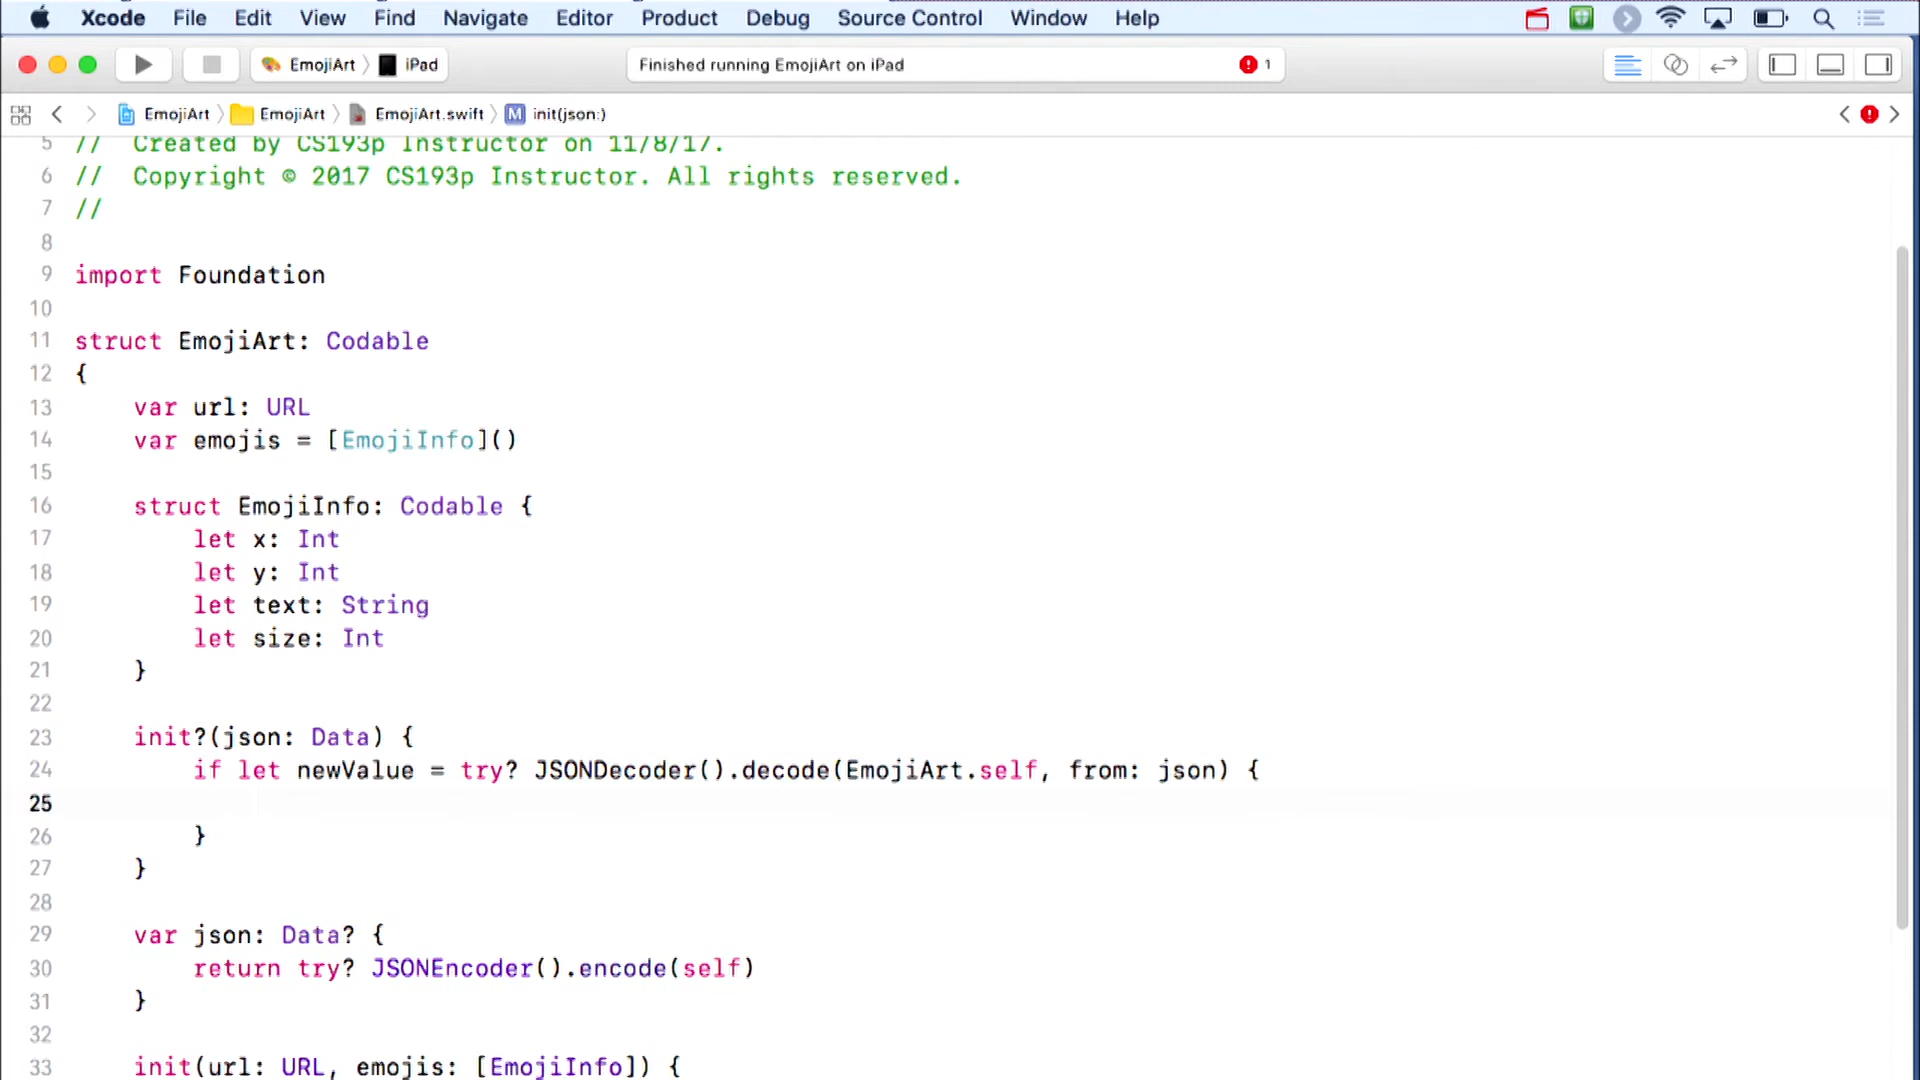 Xcode File Edit View Find Navigate Editor Product Debug Source Control Window Help
EmojiArt iPad Finished running EmojiArt on iPad 1
EmojiArt EmojiArt EmojiArt.swift M init(json:)
5 //  Created by CS193p Instructor on 11/8/17.
6 //  Copyright © 2017 CS193p Instructor. All rights reserved.
7 //
8
9 import Foundation
10
11 struct EmojiArt: Codable
12 {
13     var url: URL
14     var emojis = [EmojiInfo]()
15
16     struct EmojiInfo: Codable {
17         let x: Int
18         let y: Int
19         let text: String
20         let size: Int
21     }
22
23     init?(json: Data) {
24         if let newValue = try? JSONDecoder().decode(EmojiArt.self, from: json) {
25
26         }
27     }
28
29     var json: Data? {
30         return try? JSONEncoder().encode(self)
31     }
32
33     init(url: URL, emojis: [EmojiInfo]) {